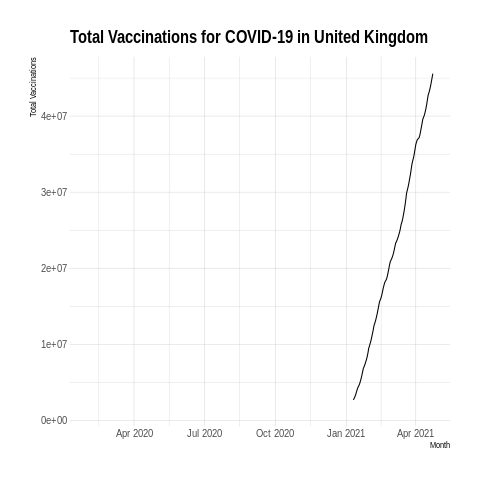 Total Vaccinations for COVID-19 in United Kingdom
Total Vaccinations
4e+07
3e+07
2e+07
1e+07
0e+00
Apr 2020 Jul 2020 Oct 2020 Jan 2021 Apr 2021
Month